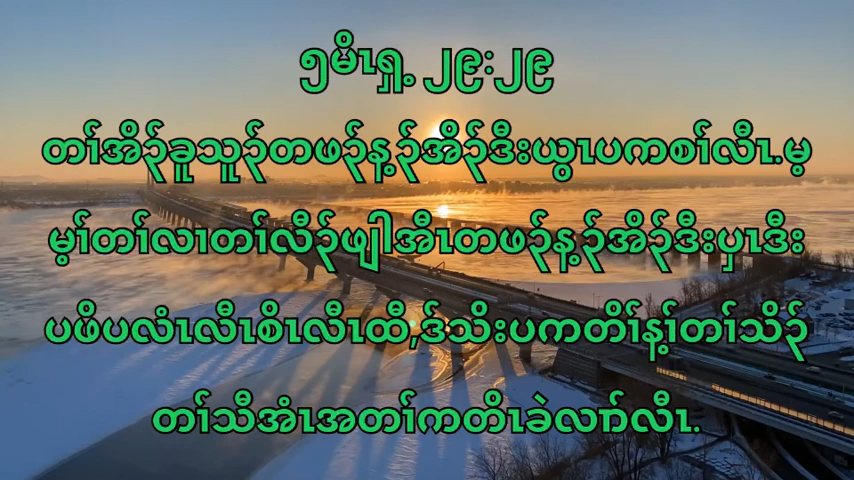 ၅မိၤရှ့ ၂၉:၂၉
တၢ်အိၣ်ခူသူၣ်တဖၣ်န့ၣ်အိၣ်ဒီးယွၤပကစၢ်လီၤ.မ့
မ့ၢ်တၢ်လၢတၢ်လီၣ်ဖျါအီၤတဖၣ်န့ၣ်အိၣ်ဒီးပှၤဒီး
ပဖိပလံၤလီၤစိၤလီၤထီ,ဒ်သိးပကတိၢ်န့ၢ်တၢ်သိၣ်
တၢ်သီအံၤအတၢ်ကတိၤခဲလၢာ်လီၤ.